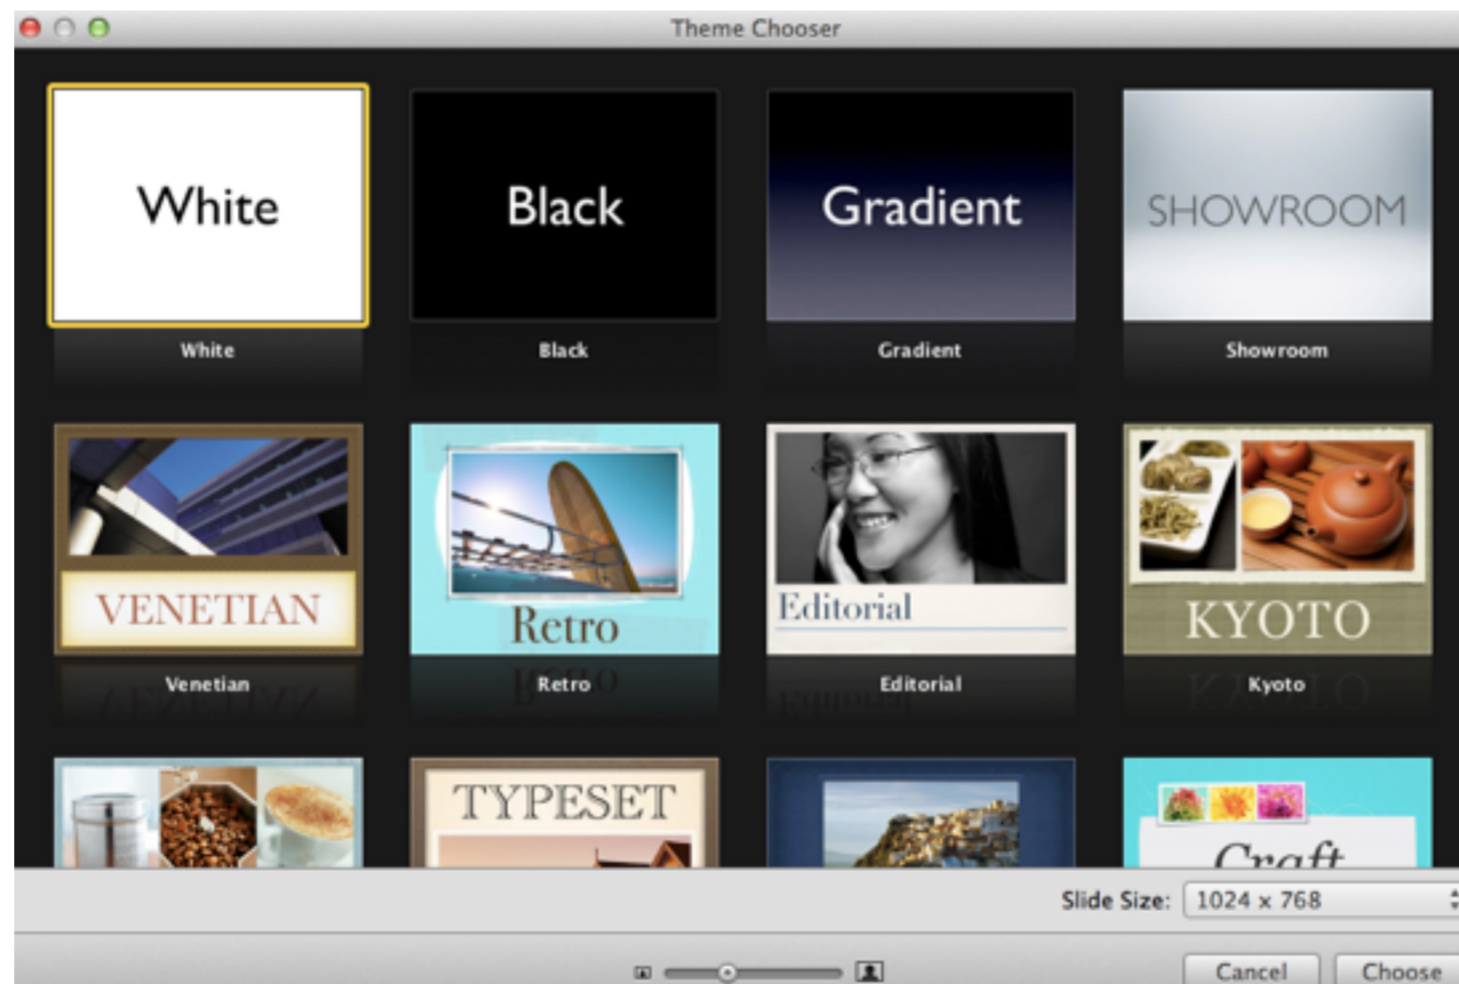 Theme Chooser
White
Black
Gradient
SHOWROOM
White
Black
Gradient
Showroom
VENETIAN
Retro
Editorial
KYOTO
Venetian
Retro
Editorial
Kyoto
TYPESET
Craft
Slide Size: 1024 x 768
Cancel
Choose